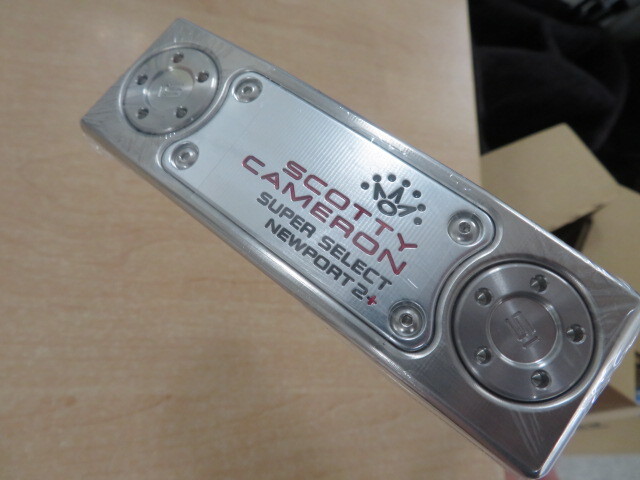 SCOTTY
CAMERON
SUPER SELECT
NEWPORT 2+